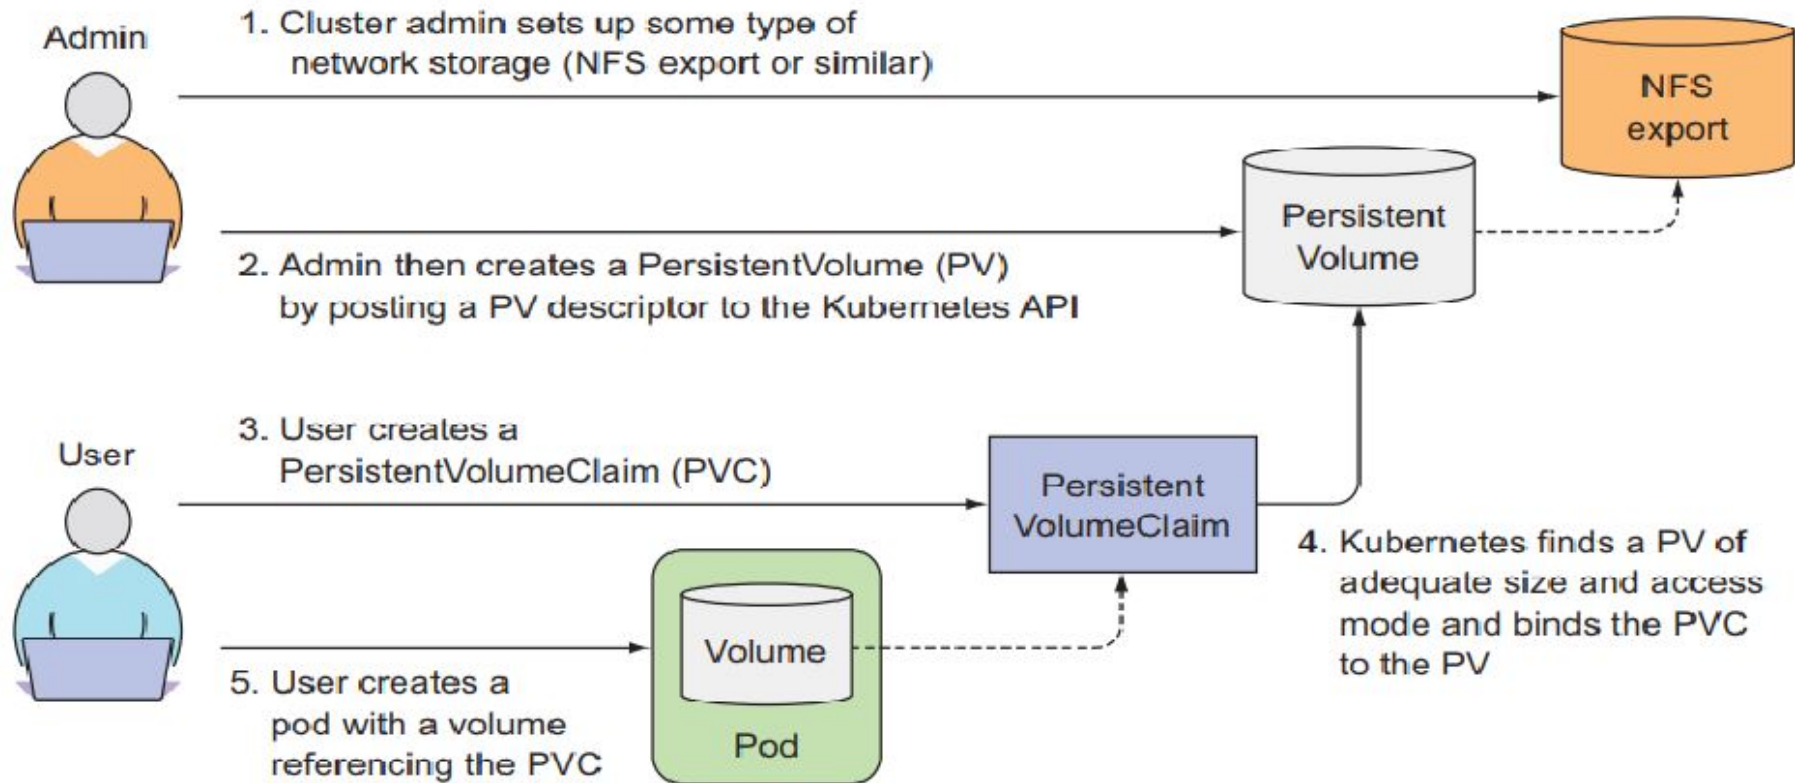 Admin
1. Cluster admin sets up some type of
network storage (NFS export or similar)
NFS
export
Persistent
Volume
2. Admin then creates a PersistentVolume (PV)
by posting a PV descriptor to the Kubernetes API
User
3. User creates a
PersistentVolumeClaim (PVC)
Persistent
VolumeClaim
4. Kubernetes finds a PV of
adequate size and access
mode and binds the PVC
to the PV
Volume
Pod
5. User creates a
pod with a volume
referencing the PVC